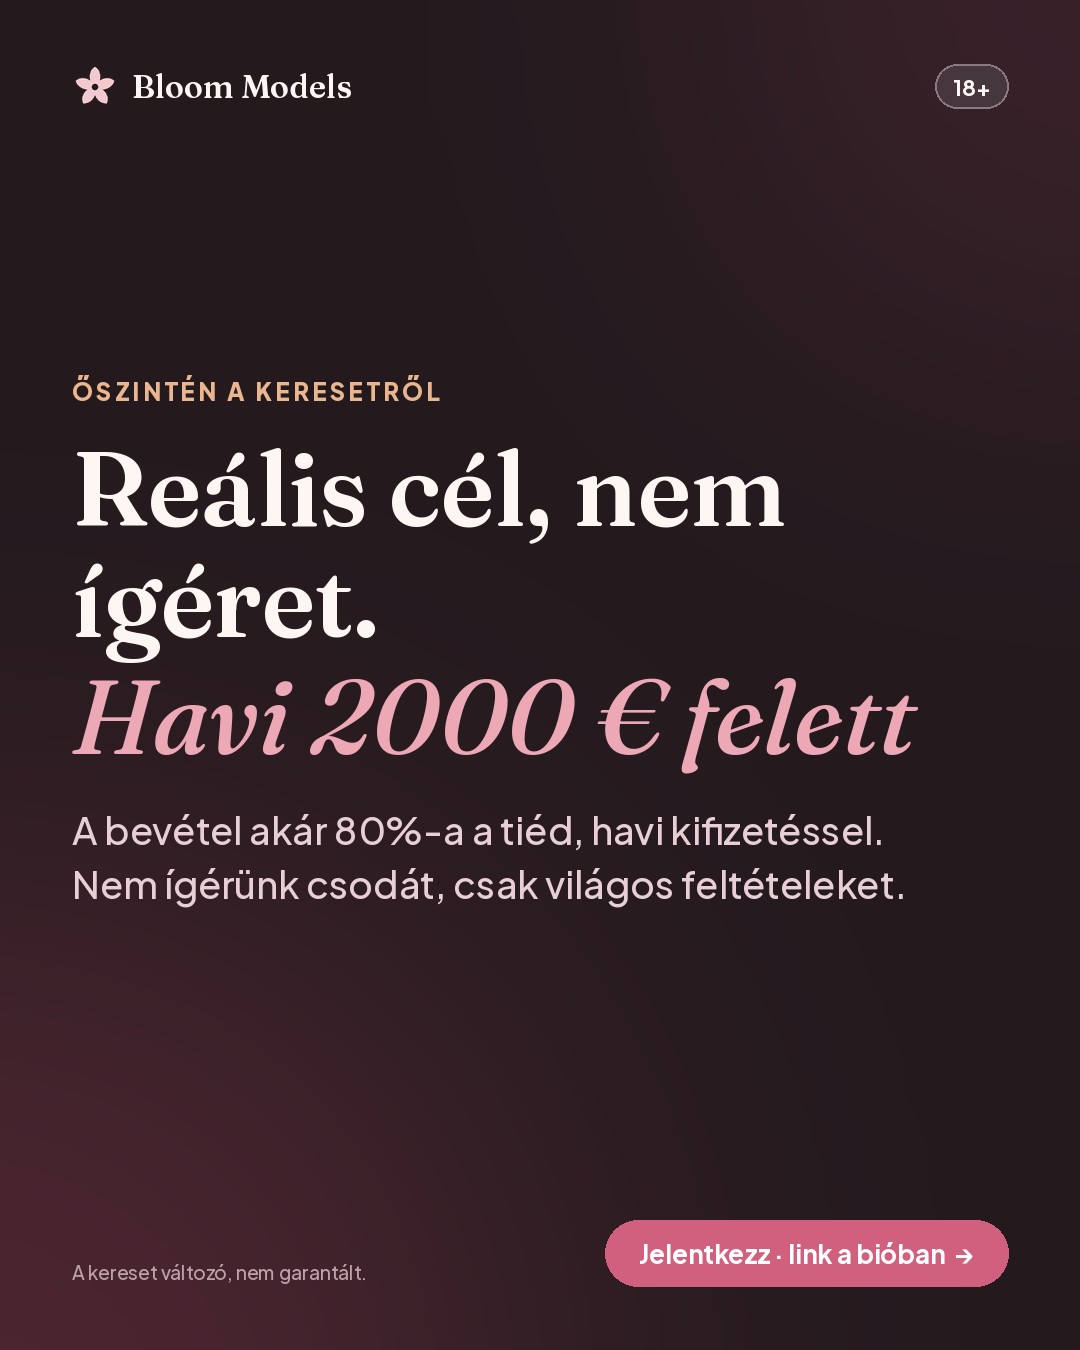 Bloom Models
18+
ŐSZINTÉN A KERESETRŐL
Reális cél, nem
ígéret.
Havi 2000 € felett
A bevétel akár 80%-a a tiéd, havi kifizetéssel.
Nem ígérünk csodát, csak világos feltételeket.
A kereset változó, nem garantált.
Jelentkezz · link a bióban →